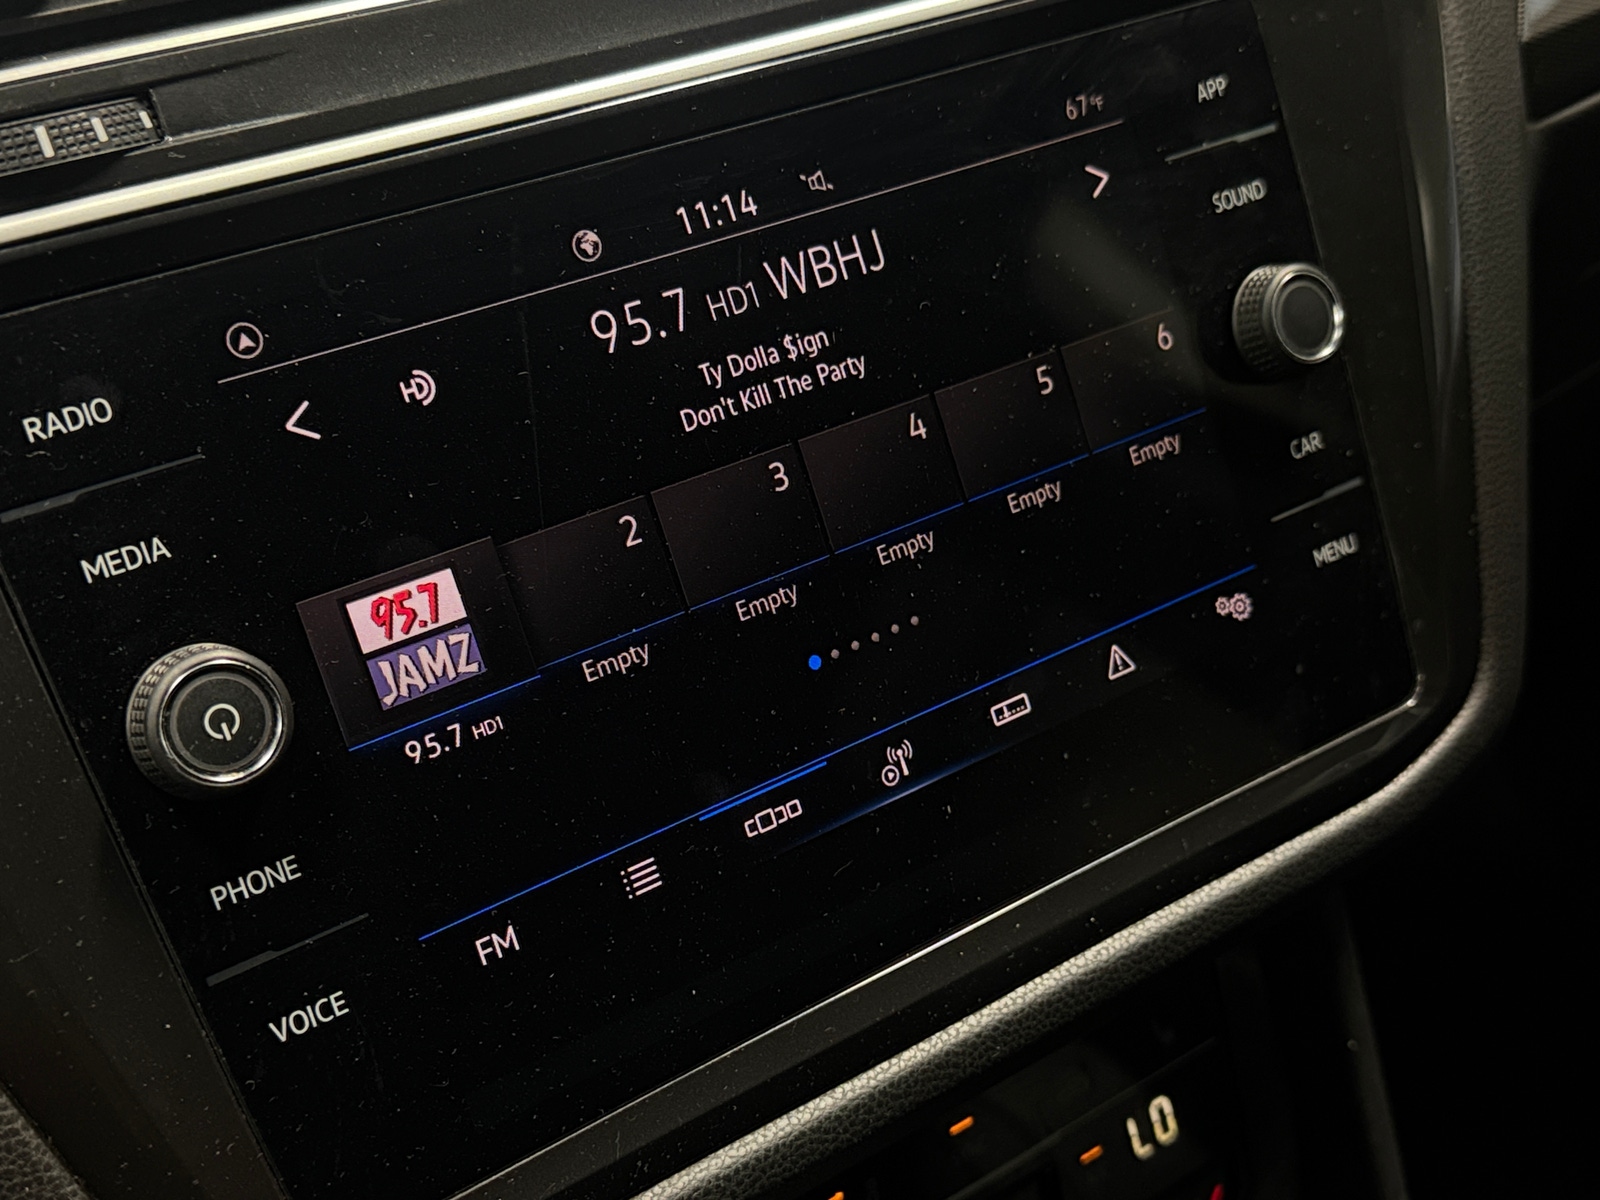 67°F
11:14
APP
SOUND
95.7 HD1 WBHJ
HD
Ty Dolla $ign
Don't Kill The Party
RADIO
MEDIA
95.7
JAMZ
2
3
4
5
6
95.7 HD1
Empty
Empty
Empty
Empty
Empty
CAR
MENU
PHONE
VOICE
FM
LO